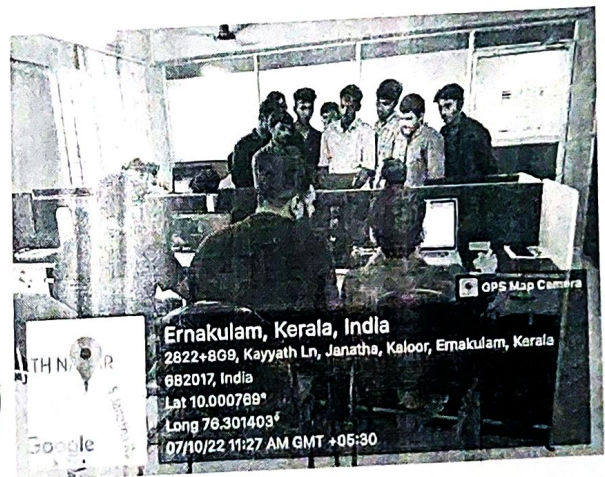 GPS Map Camera
TH N
Google
Ernakulam, Kerala, India
2822+8G9, Kayyath Ln, Janatha, Kaloor, Ernakulam, Kerala
682017, India
Lat 10.000769°
Long 76.301403°
07/10/22 11:27 AM GMT +05:30